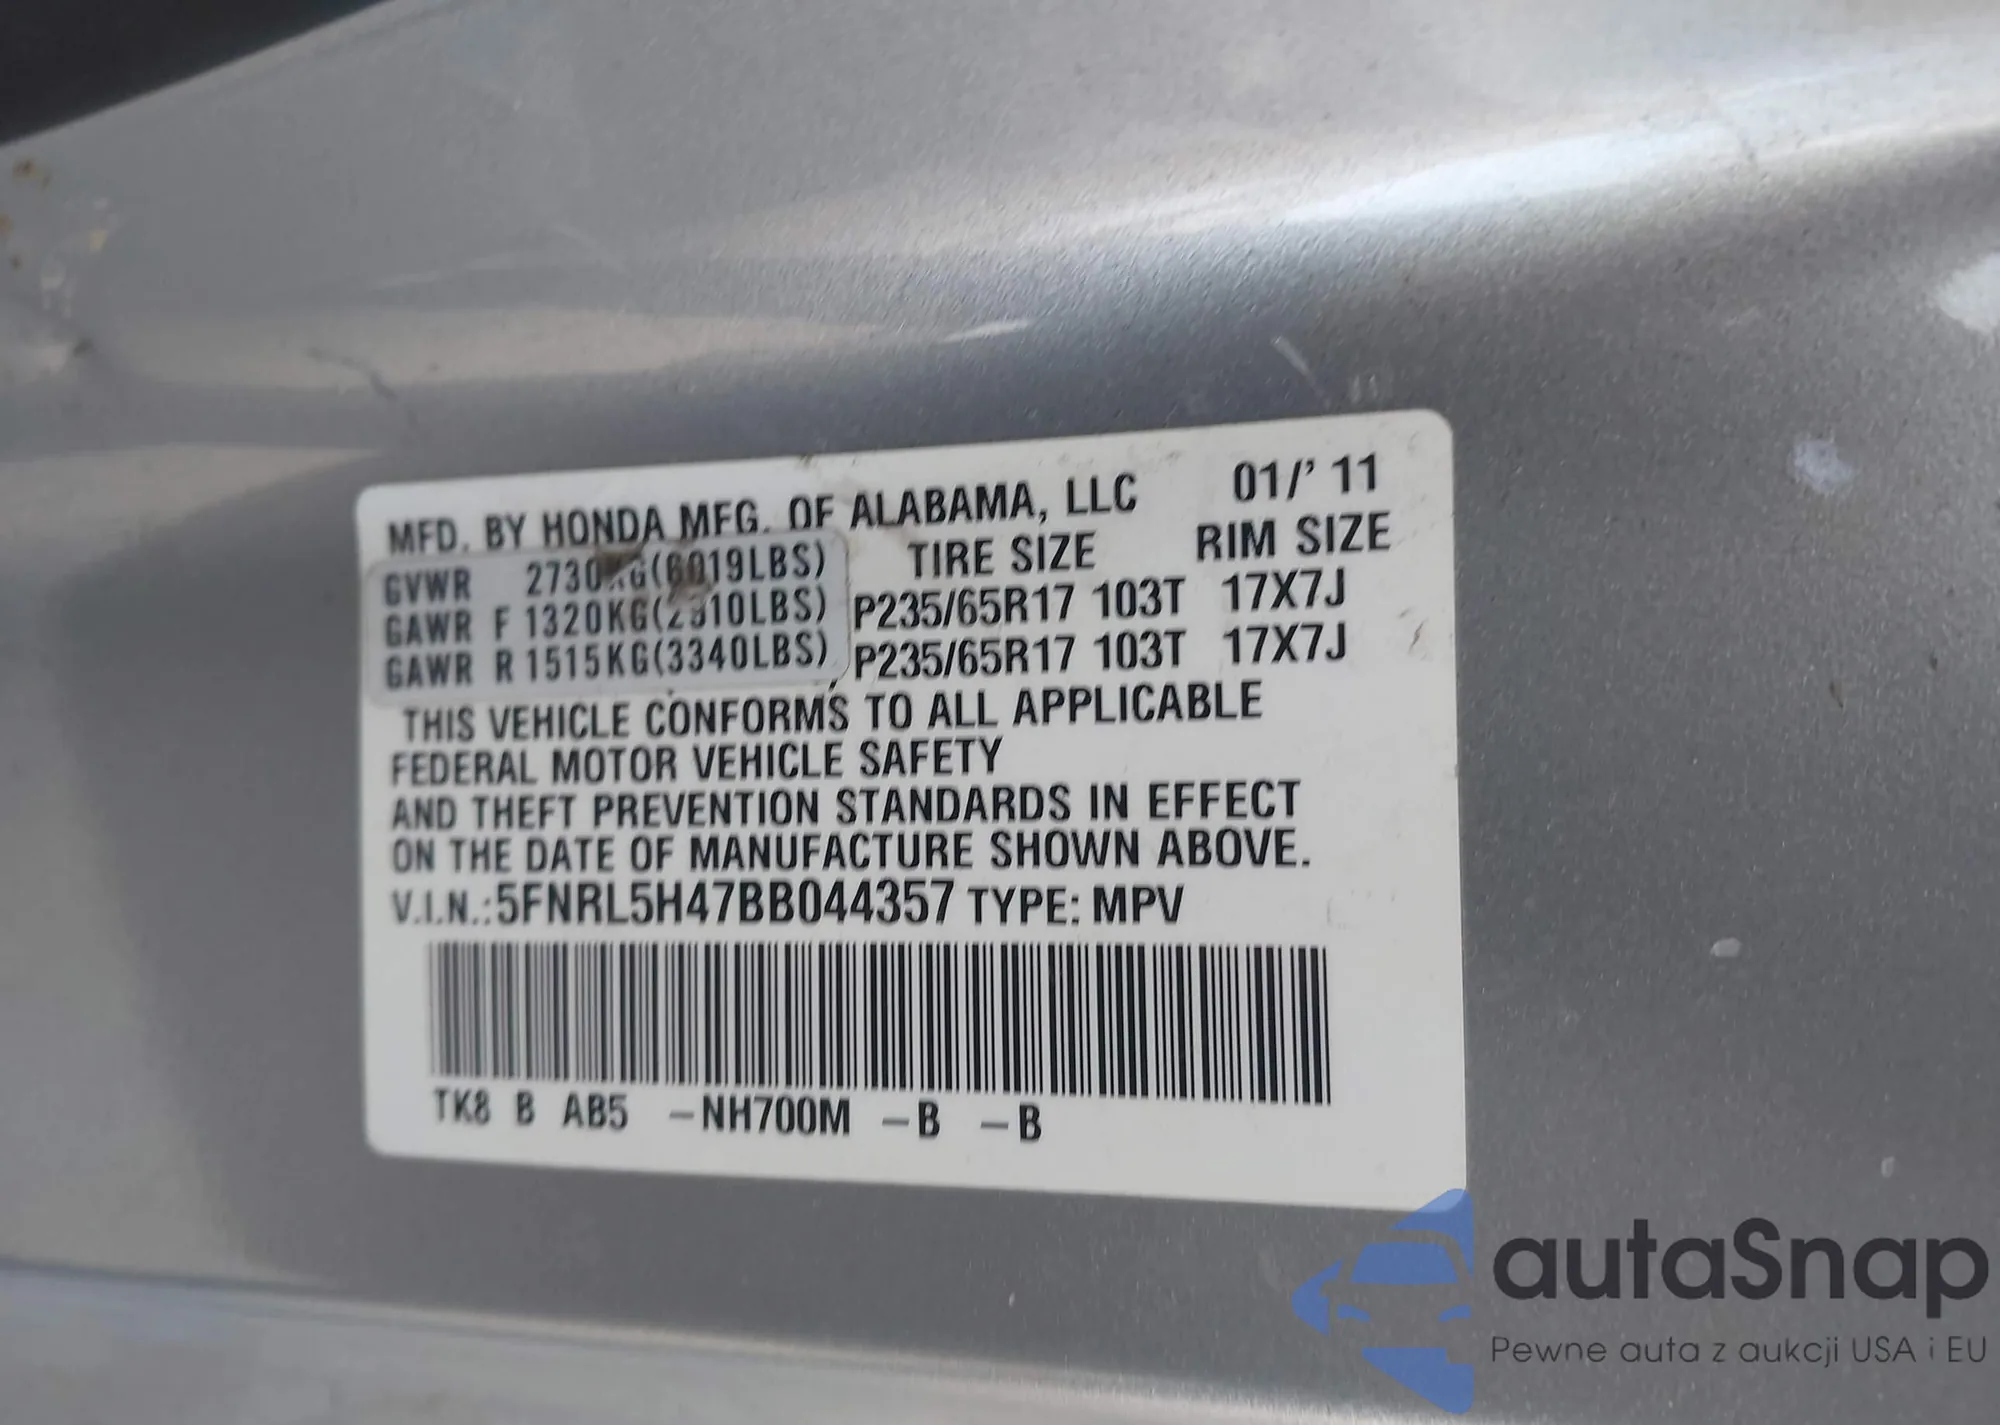 MFD. BY HONDA MFG. OF ALABAMA, LLC 01/' 11
TIRE SIZE RIM SIZE
GVWR 2730KG(6019LBS)
GAWR F 1320KG(2910LBS) P235/65R17 103T 17X7J
GAWR R 1515KG(3340LBS) P235/65R17 103T 17X7J
THIS VEHICLE CONFORMS TO ALL APPLICABLE
FEDERAL MOTOR VEHICLE SAFETY
AND THEFT PREVENTION STANDARDS IN EFFECT
ON THE DATE OF MANUFACTURE SHOWN ABOVE.
V.I.N.:5FNRL5H47BB044357 TYPE: MPV
TK8 B AB5 -NH700M -B -B
autaSnap
Pewne auta z aukcji USA i EU